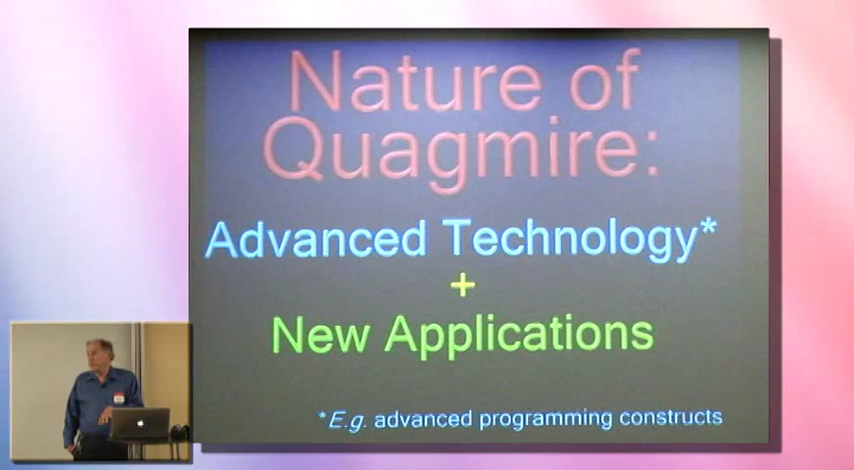 Nature of
Quagmire:
Advanced Technology*
+
New Applications
*E.g. advanced programming constructs